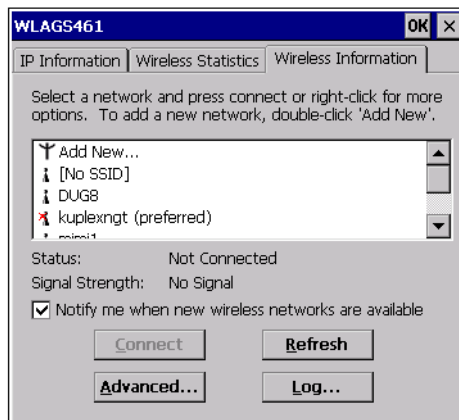 WLAGS461 OK ×
IP Information Wireless Statistics Wireless Information
Select a network and press connect or right-click for more
options. To add a new network, double-click 'Add New'.
Add New...
[No SSID]
DUG8
kuplexngt (preferred)
Status: Not Connected
Signal Strength: No Signal
Notify me when new wireless networks are available
Connect Refresh
Advanced... Log...